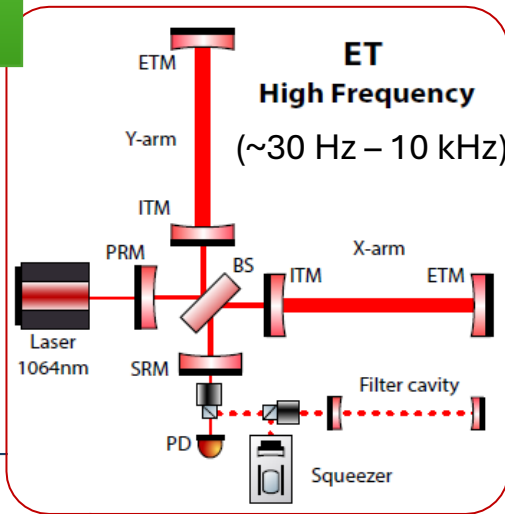 ETM
ET
High Frequency
(~30 Hz – 10 kHz)
Y-arm
ITM
PRM
BS
X-arm
ITM
ETM
Laser
1064nm
SRM
Filter cavity
PD
Squeezer